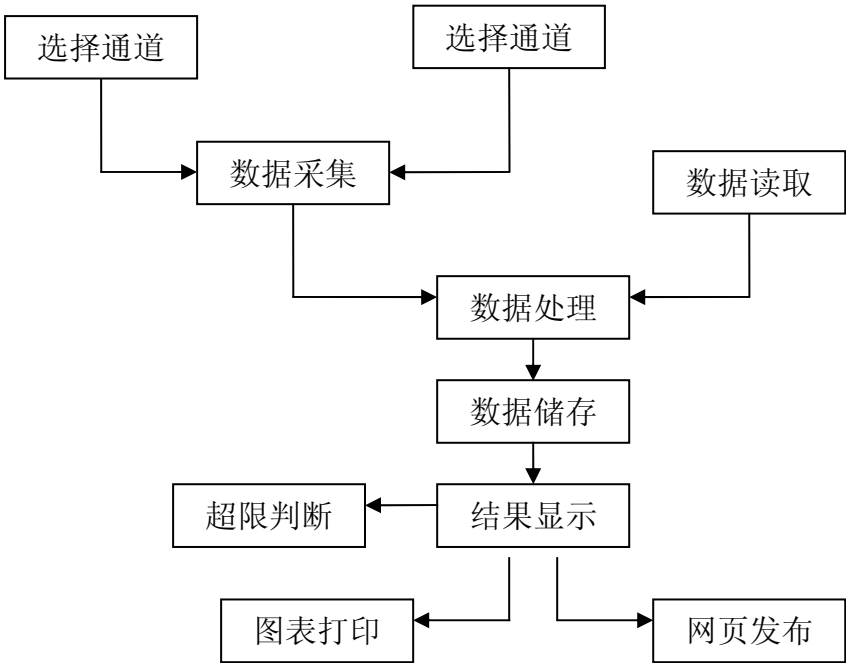 选择通道
选择通道
数据采集
数据读取
数据处理
数据储存
超限判断
结果显示
图表打印
网页发布